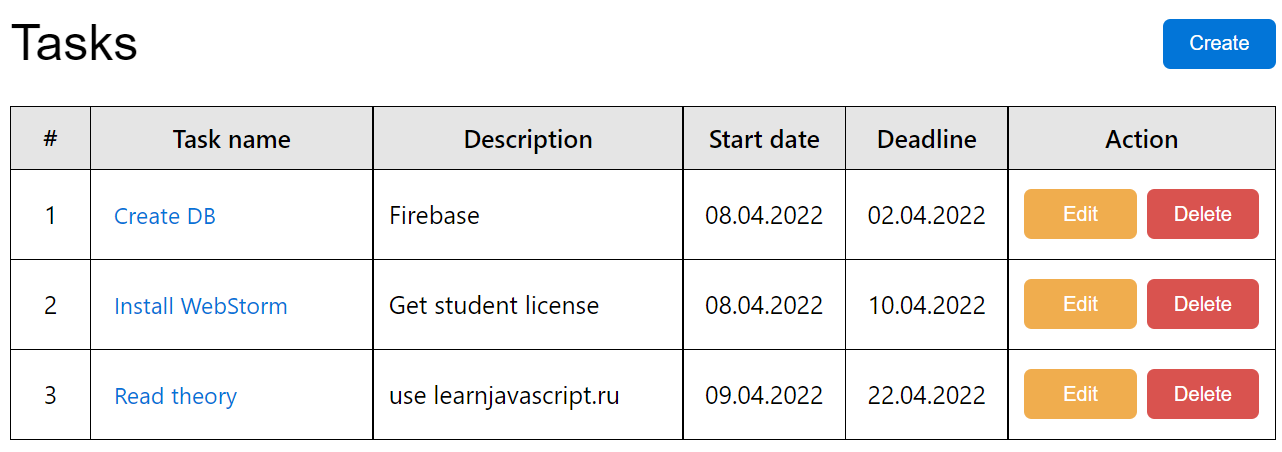 Tasks Create
# Task name Description Start date Deadline Action
1 Create DB Firebase 08.04.2022 02.04.2022 Edit Delete
2 Install WebStorm Get student license 08.04.2022 10.04.2022 Edit Delete
3 Read theory use learnjavascript.ru 09.04.2022 22.04.2022 Edit Delete